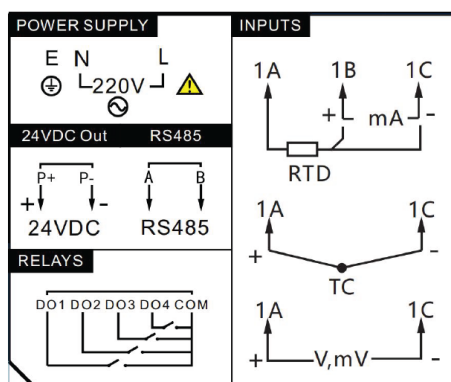 POWER SUPPLY
E N L
220V
24VDC Out RS485
P+ P- A B
+ - 
24VDC RS485
RELAYS
DO1 DO2 DO3 DO4 COM
INPUTS
1A 1B 1C
+ mA -
RTD
1A 1C
+ -
TC
1A 1C
+ V,mV -